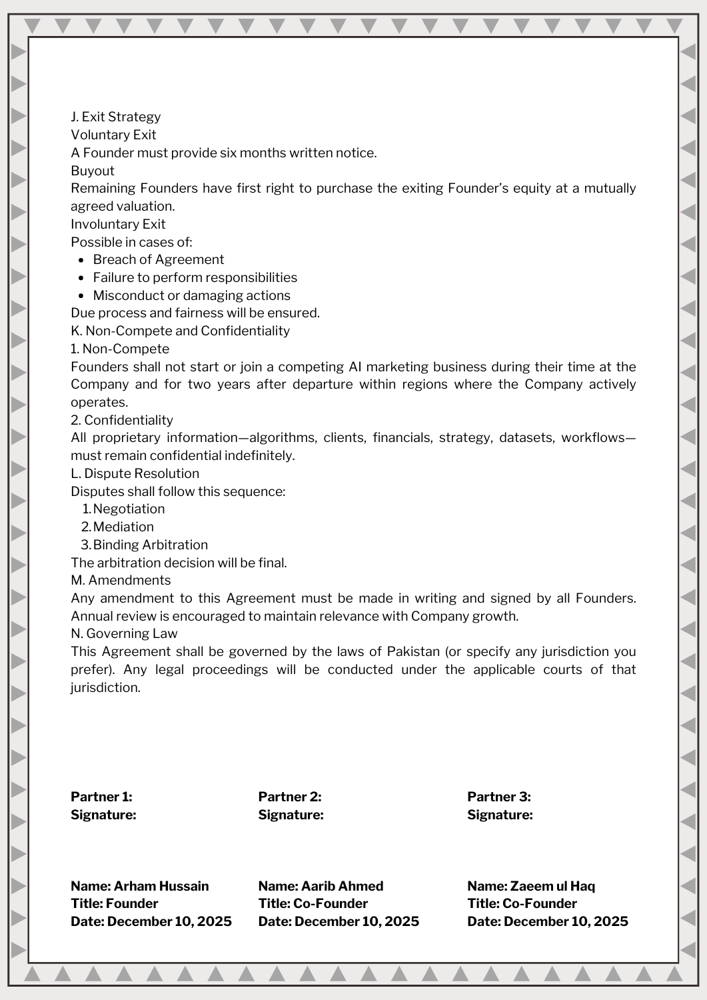 J. Exit Strategy
Voluntary Exit
A Founder must provide six months written notice.
Buyout
Remaining Founders have first right to purchase the exiting Founder’s equity at a mutually
agreed valuation.
Involuntary Exit
Possible in cases of:
• Breach of Agreement
• Failure to perform responsibilities
• Misconduct or damaging actions
Due process and fairness will be ensured.
K. Non-Compete and Confidentiality
1. Non-Compete
Founders shall not start or join a competing AI marketing business during their time at the
Company and for two years after departure within regions where the Company actively
operates.
2. Confidentiality
All proprietary information—algorithms, clients, financials, strategy, datasets, workflows—
must remain confidential indefinitely.
L. Dispute Resolution
Disputes shall follow this sequence:
1. Negotiation
2. Mediation
3. Binding Arbitration
The arbitration decision will be final.
M. Amendments
Any amendment to this Agreement must be made in writing and signed by all Founders.
Annual review is encouraged to maintain relevance with Company growth.
N. Governing Law
This Agreement shall be governed by the laws of Pakistan (or specify any jurisdiction you
prefer). Any legal proceedings will be conducted under the applicable courts of that
jurisdiction.
Partner 1: Partner 2: Partner 3:
Signature: Signature: Signature:
Name: Arham Hussain Name: Aarib Ahmed Name: Zaeem ul Haq
Title: Founder Title: Co-Founder Title: Co-Founder
Date: December 10, 2025 Date: December 10, 2025 Date: December 10, 2025